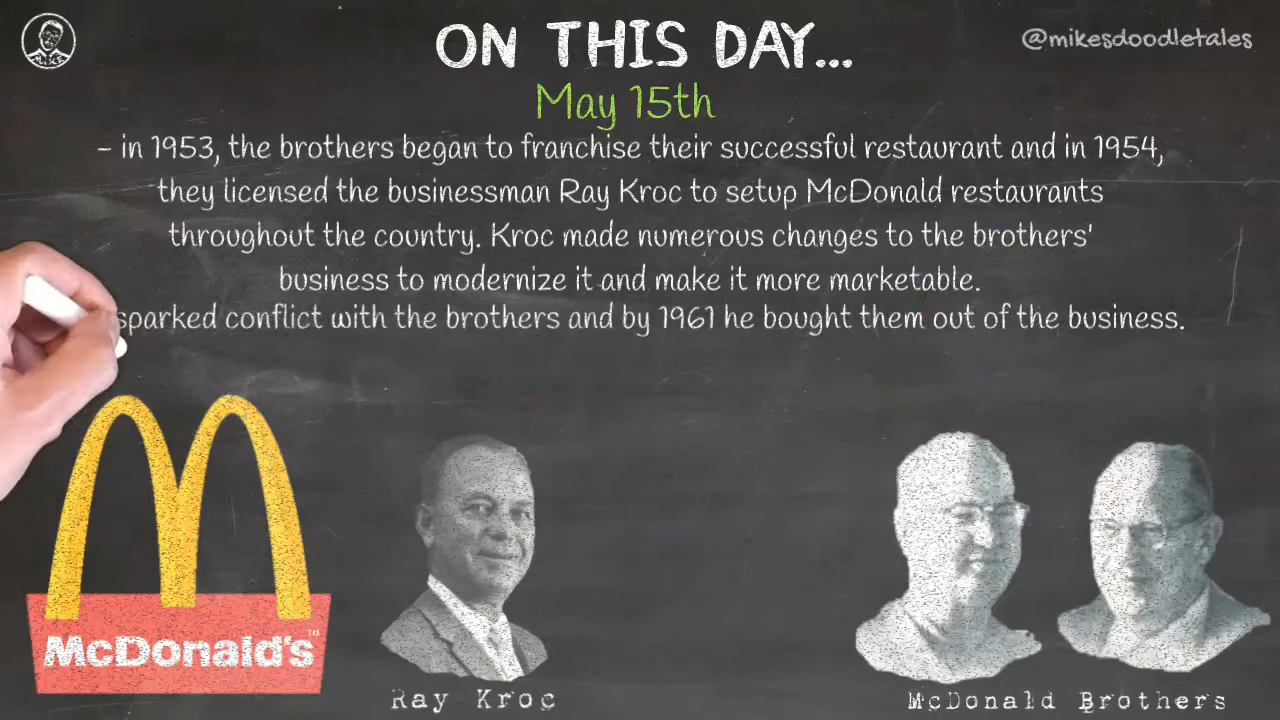 MIKE
ON THIS DAY...
@mikesdoodletales
May 15th
- in 1953, the brothers began to franchise their successful restaurant and in 1954,
they licensed the businessman Ray Kroc to setup McDonald restaurants
throughout the country. Kroc made numerous changes to the brothers'
business to modernize it and make it more marketable.
sparked conflict with the brothers and by 1961 he bought them out of the business.
McDonald's™
Ray Kroc
McDonald Brothers